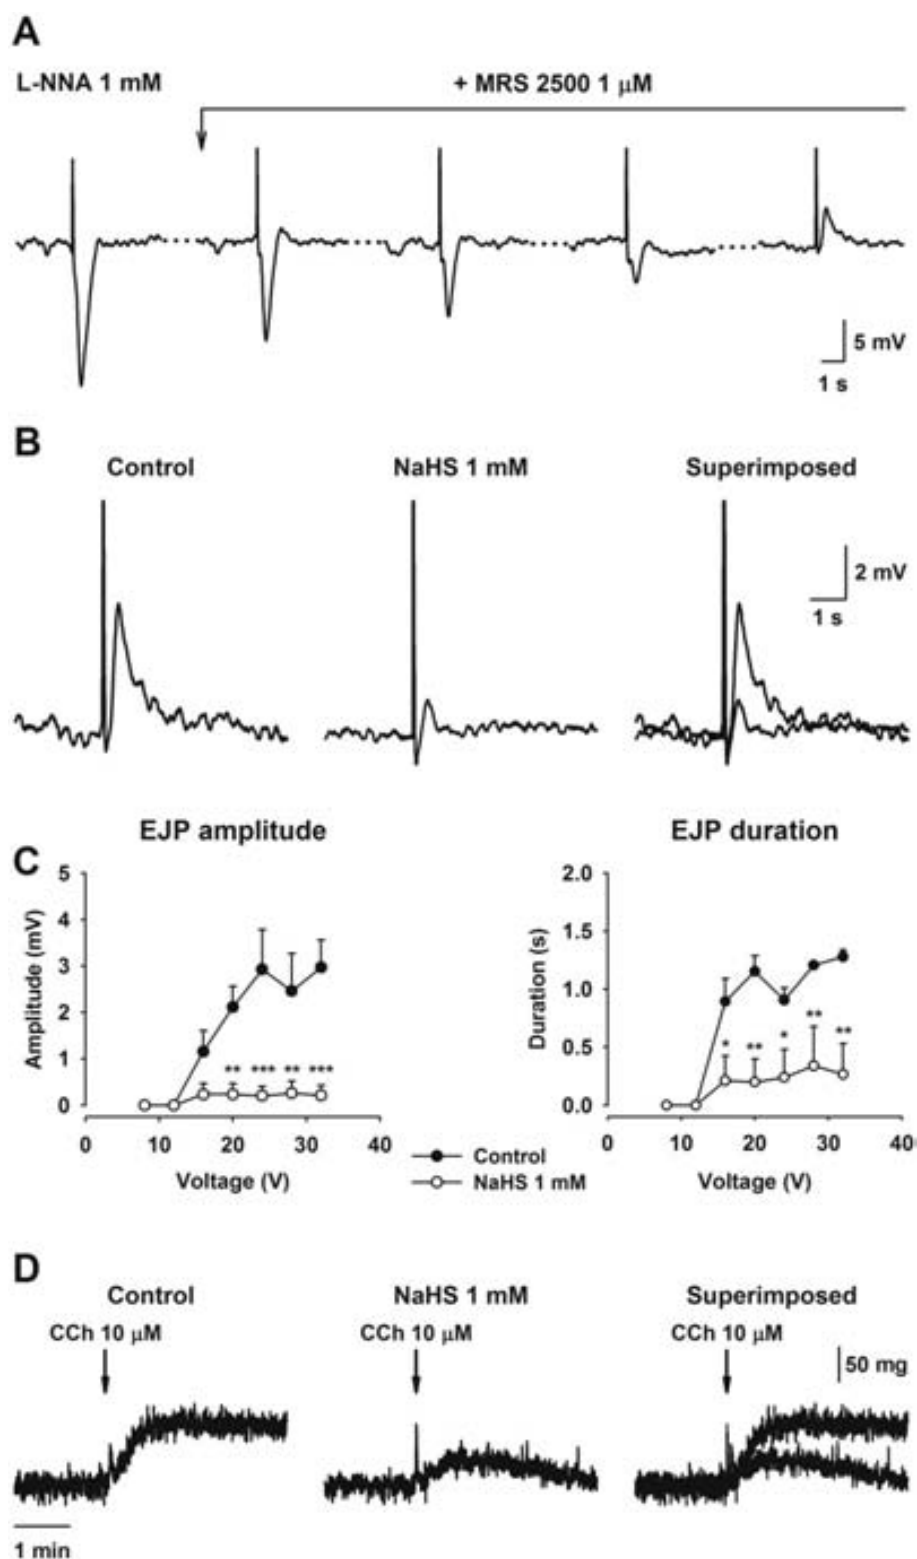 A
L-NNA 1 mM
+ MRS 2500 1 μM
5 mV
1 s
B
Control
NaHS 1 mM
Superimposed
2 mV
1 s
C
EJP amplitude
EJP duration
5
4
3
2
1
0
Amplitude (mV)
** *** ** ***
0 10 20 30 40
Voltage (V)
2.0
1.5
1.0
0.5
0.0
Duration (s)
* ** * ** **
0 10 20 30 40
Voltage (V)
Control
NaHS 1 mM
D
Control
NaHS 1 mM
Superimposed
CCh 10 μM
CCh 10 μM
CCh 10 μM
50 mg
1 min